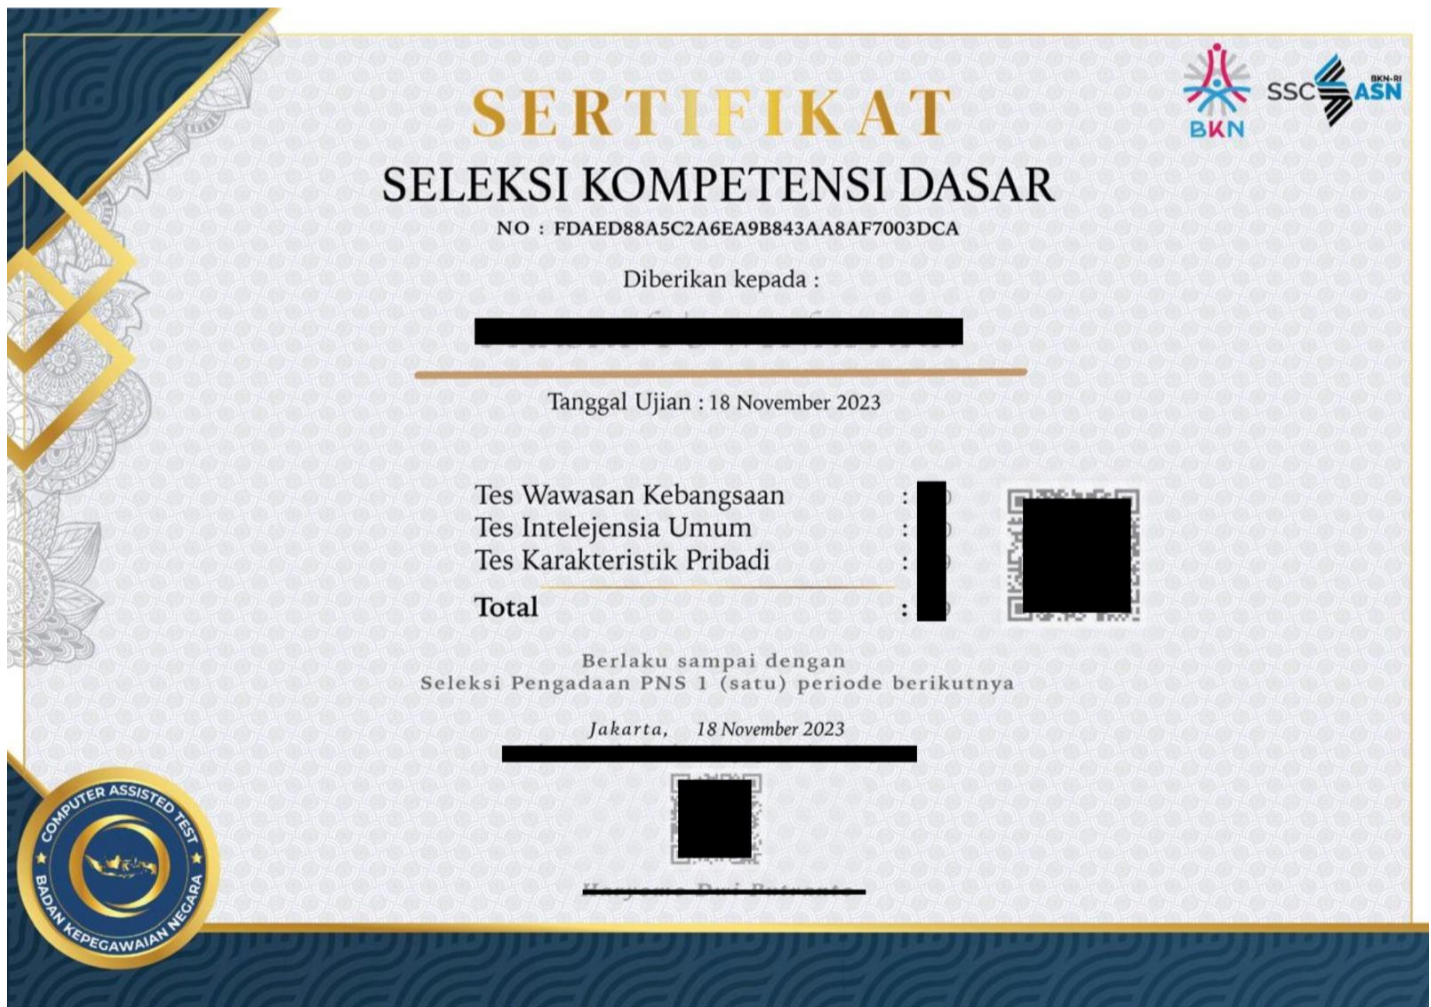 SERTIFIKAT
BKN
SSC ASN
BKN-RI
SELEKSI KOMPETENSI DASAR
NO : FDAED88A5C2A6EA9B843AA8AF7003DCA
Diberikan kepada :
Tanggal Ujian : 18 November 2023
Tes Wawasan Kebangsaan :
Tes Intelejensia Umum :
Tes Karakteristik Pribadi :
Total :
Berlaku sampai dengan
Seleksi Pengadaan PNS 1 (satu) periode berikutnya
Jakarta, 18 November 2023
COMPUTER ASSISTED TEST
BADAN KEPEGAWAIAN NEGARA